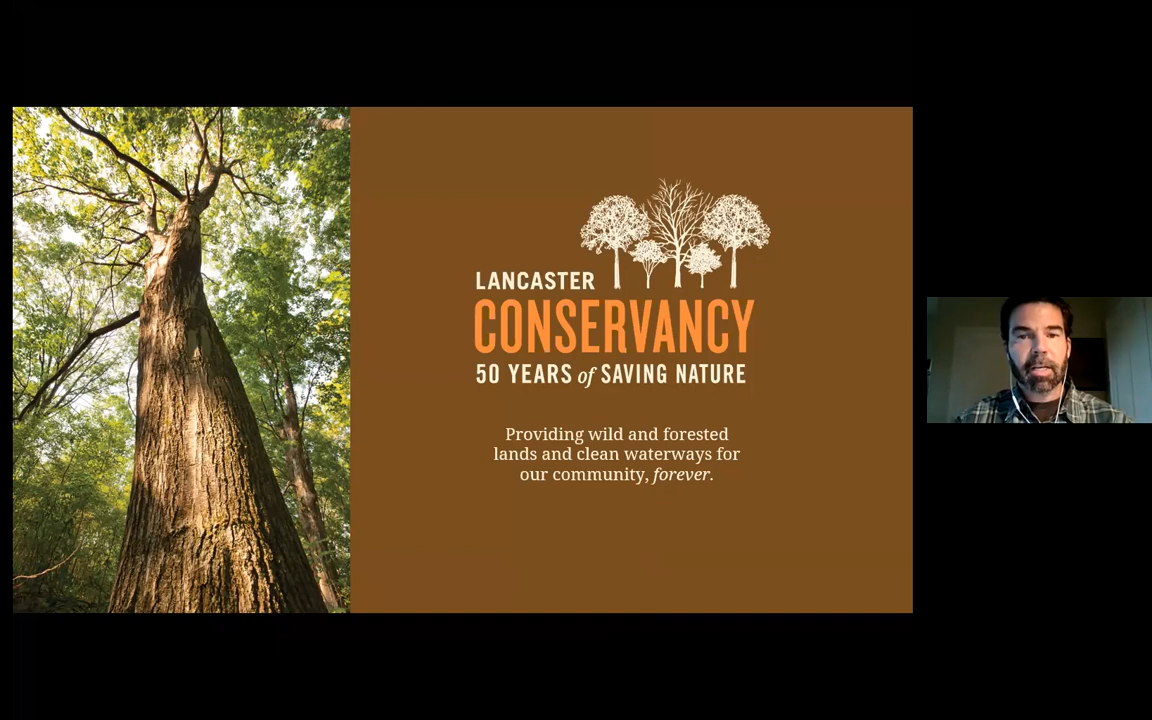 LANCASTER
CONSERVANCY
50 YEARS of SAVING NATURE
Providing wild and forested
lands and clean waterways for
our community, forever.